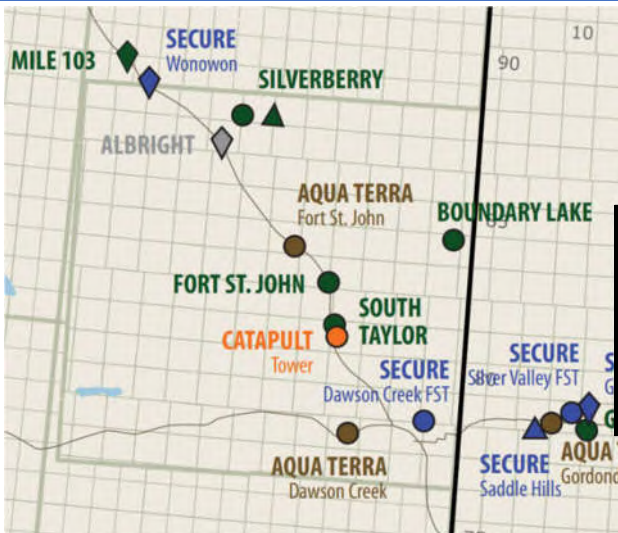 10
SECURE
Wonowon
MILE 103
90
SILVERBERRY
ALBRIGHT
AQUA TERRA
Fort St. John
BOUNDARY LAKE
FORT ST. JOHN
SOUTH
TAYLOR
CATAPULT
Tower
SECURE
Dawson Creek FST
SECURE
Silver Valley FST
S
G
G
AQUA TERRA
Dawson Creek
SECURE
Saddle Hills
AQUA
Gordond